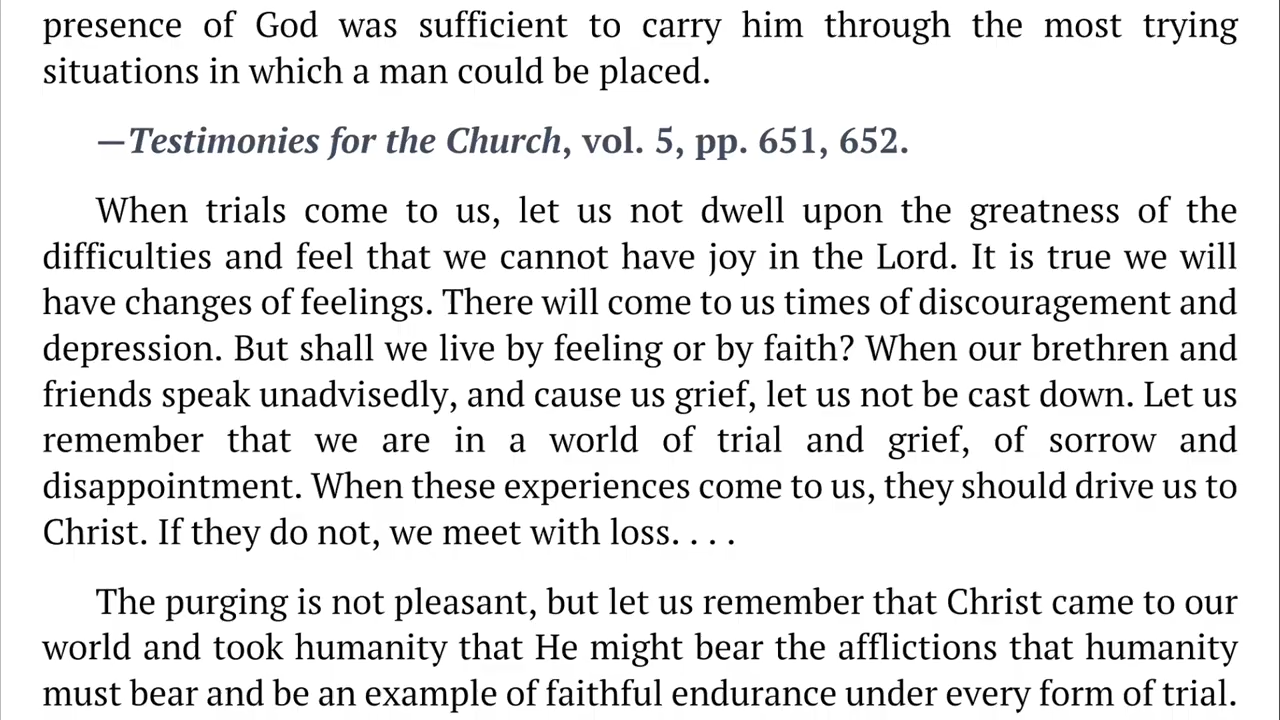 presence of God was sufficient to carry him through the most trying
situations in which a man could be placed.
—Testimonies for the Church, vol. 5, pp. 651, 652.
When trials come to us, let us not dwell upon the greatness of the
difficulties and feel that we cannot have joy in the Lord. It is true we will
have changes of feelings. There will come to us times of discouragement and
depression. But shall we live by feeling or by faith? When our brethren and
friends speak unadvisedly, and cause us grief, let us not be cast down. Let us
remember that we are in a world of trial and grief, of sorrow and
disappointment. When these experiences come to us, they should drive us to
Christ. If they do not, we meet with loss. . . .
The purging is not pleasant, but let us remember that Christ came to our
world and took humanity that He might bear the afflictions that humanity
must bear and be an example of faithful endurance under every form of trial.